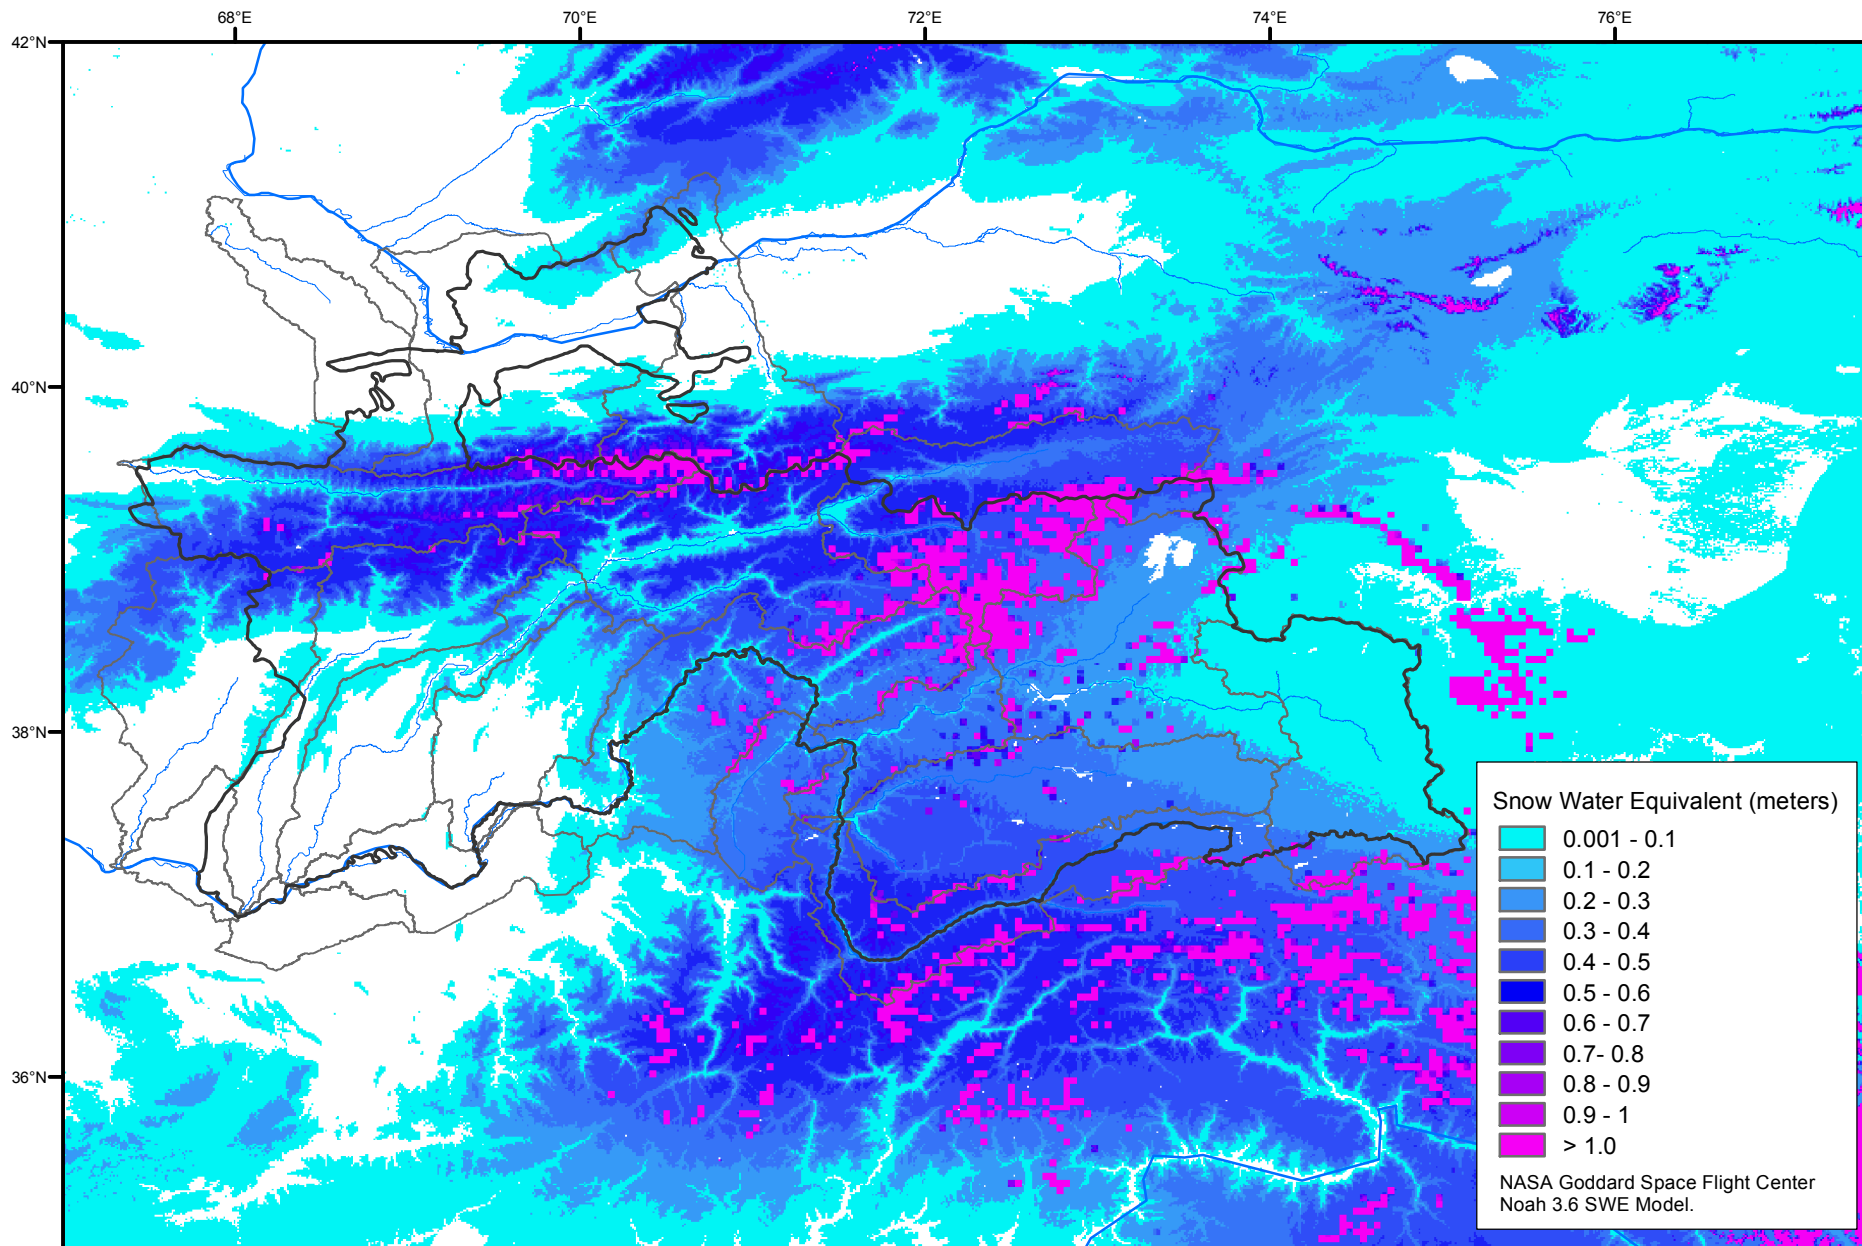 68°E
70°E
72°E
74°E
76°E
42°N
40°N
38°N
36°N
Snow Water Equivalent (meters)
0.001 - 0.1
0.1 - 0.2
0.2 - 0.3
0.3 - 0.4
0.4 - 0.5
0.5 - 0.6
0.6 - 0.7
0.7- 0.8
0.8 - 0.9
0.9 - 1
> 1.0
NASA Goddard Space Flight Center
Noah 3.6 SWE Model.